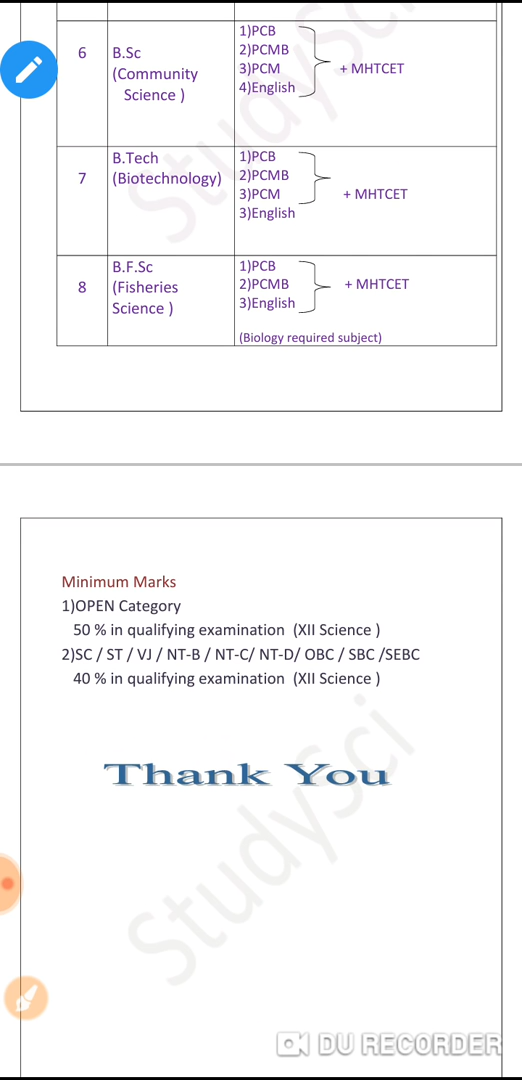 1)PCB
6 B.Sc 2)PCMB
(Community 3)PCM + MHTCET
Science ) 4)English
B.Tech 1)PCB
7 (Biotechnology) 2)PCMB
3)PCM + MHTCET
3)English
B.F.Sc 1)PCB
8 (Fisheries 2)PCMB + MHTCET
Science ) 3)English
(Biology required subject)
StudySci
Minimum Marks
1)OPEN Category
50 % in qualifying examination (XII Science )
2)SC / ST / VJ / NT-B / NT-C/ NT-D/ OBC / SBC /SEBC
40 % in qualifying examination (XII Science )
Thank You
StudySci
DU RECORDER